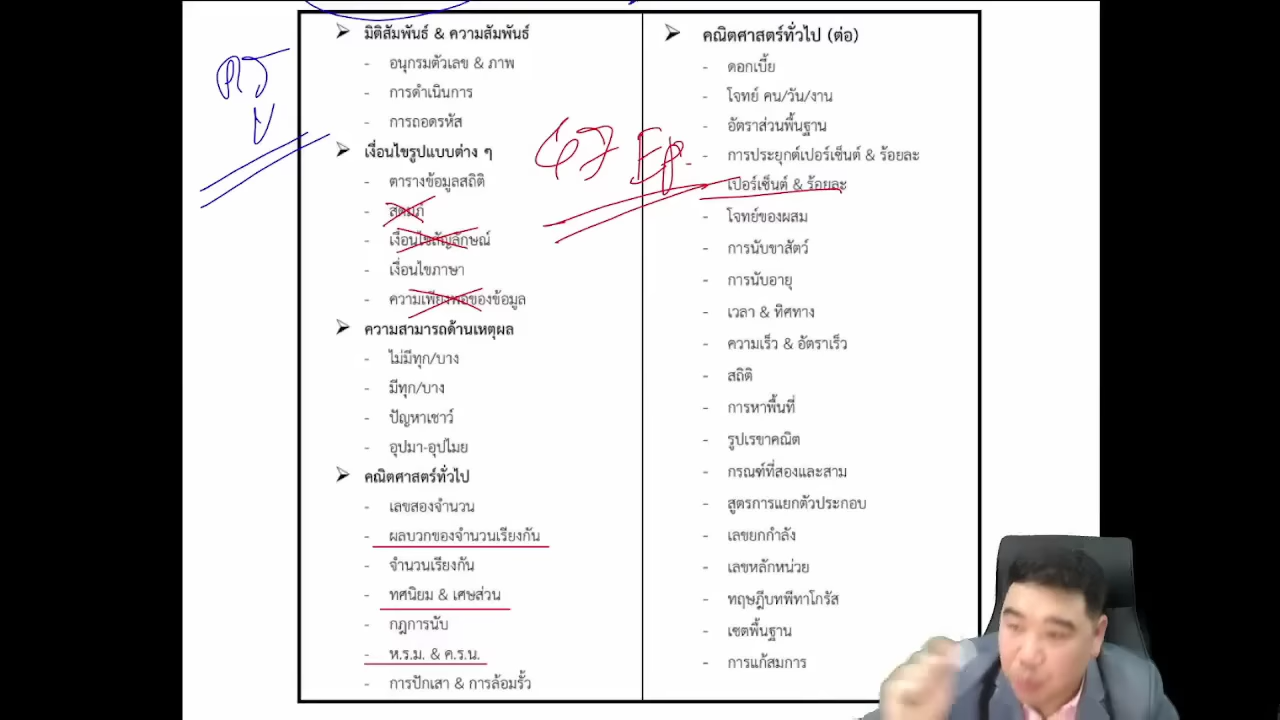 มิติสัมพันธ์ & ความสัมพันธ์
- อนุกรมตัวเลข & ภาพ
- การดำเนินการ
- การถอดรหัส
เงื่อนไขรูปแบบต่าง ๆ
- ตารางข้อมูลสถิติ
- สดมภ์
- เงื่อนไขสัญลักษณ์
- เงื่อนไขภาษา
- ความเพียงพอของข้อมูล
ความสามารถด้านเหตุผล
- ไม่มีทุก/บาง
- มีทุก/บาง
- ปัญหาเชาว์
- อุปมา-อุปไมย
คณิตศาสตร์ทั่วไป
- เลขสองจำนวน
- ผลบวกของจำนวนเรียงกัน
- จำนวนเรียงกัน
- ทศนิยม & เศษส่วน
- กฎการนับ
- ห.ร.ม. & ค.ร.น.
- การปักเสา & การล้อมรั้ว
47 Ep.
คณิตศาสตร์ทั่วไป (ต่อ)
- ดอกเบี้ย
- โจทย์ คน/วัน/งาน
- อัตราส่วนพื้นฐาน
- การประยุกต์เปอร์เซ็นต์ & ร้อยละ
- เปอร์เซ็นต์ & ร้อยละ
- โจทย์ของผสม
- การนับขาสัตว์
- การนับอายุ
- เวลา & ทิศทาง
- ความเร็ว & อัตราเร็ว
- สถิติ
- การหาพื้นที่
- รูปเรขาคณิต
- กรณฑ์ที่สองและสาม
- สูตรการแยกตัวประกอบ
- เลขยกกำลัง
- เลขหลักหน่วย
- ทฤษฎีบทพีทาโกรัส
- เซตพื้นฐาน
- การแก้สมการ